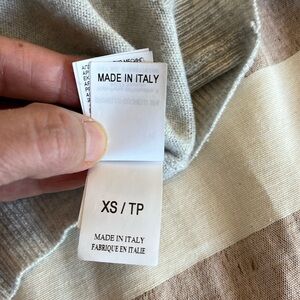 MADE IN ITALY
XS / TP
MADE IN ITALY
FABRIQUE EN ITALIE